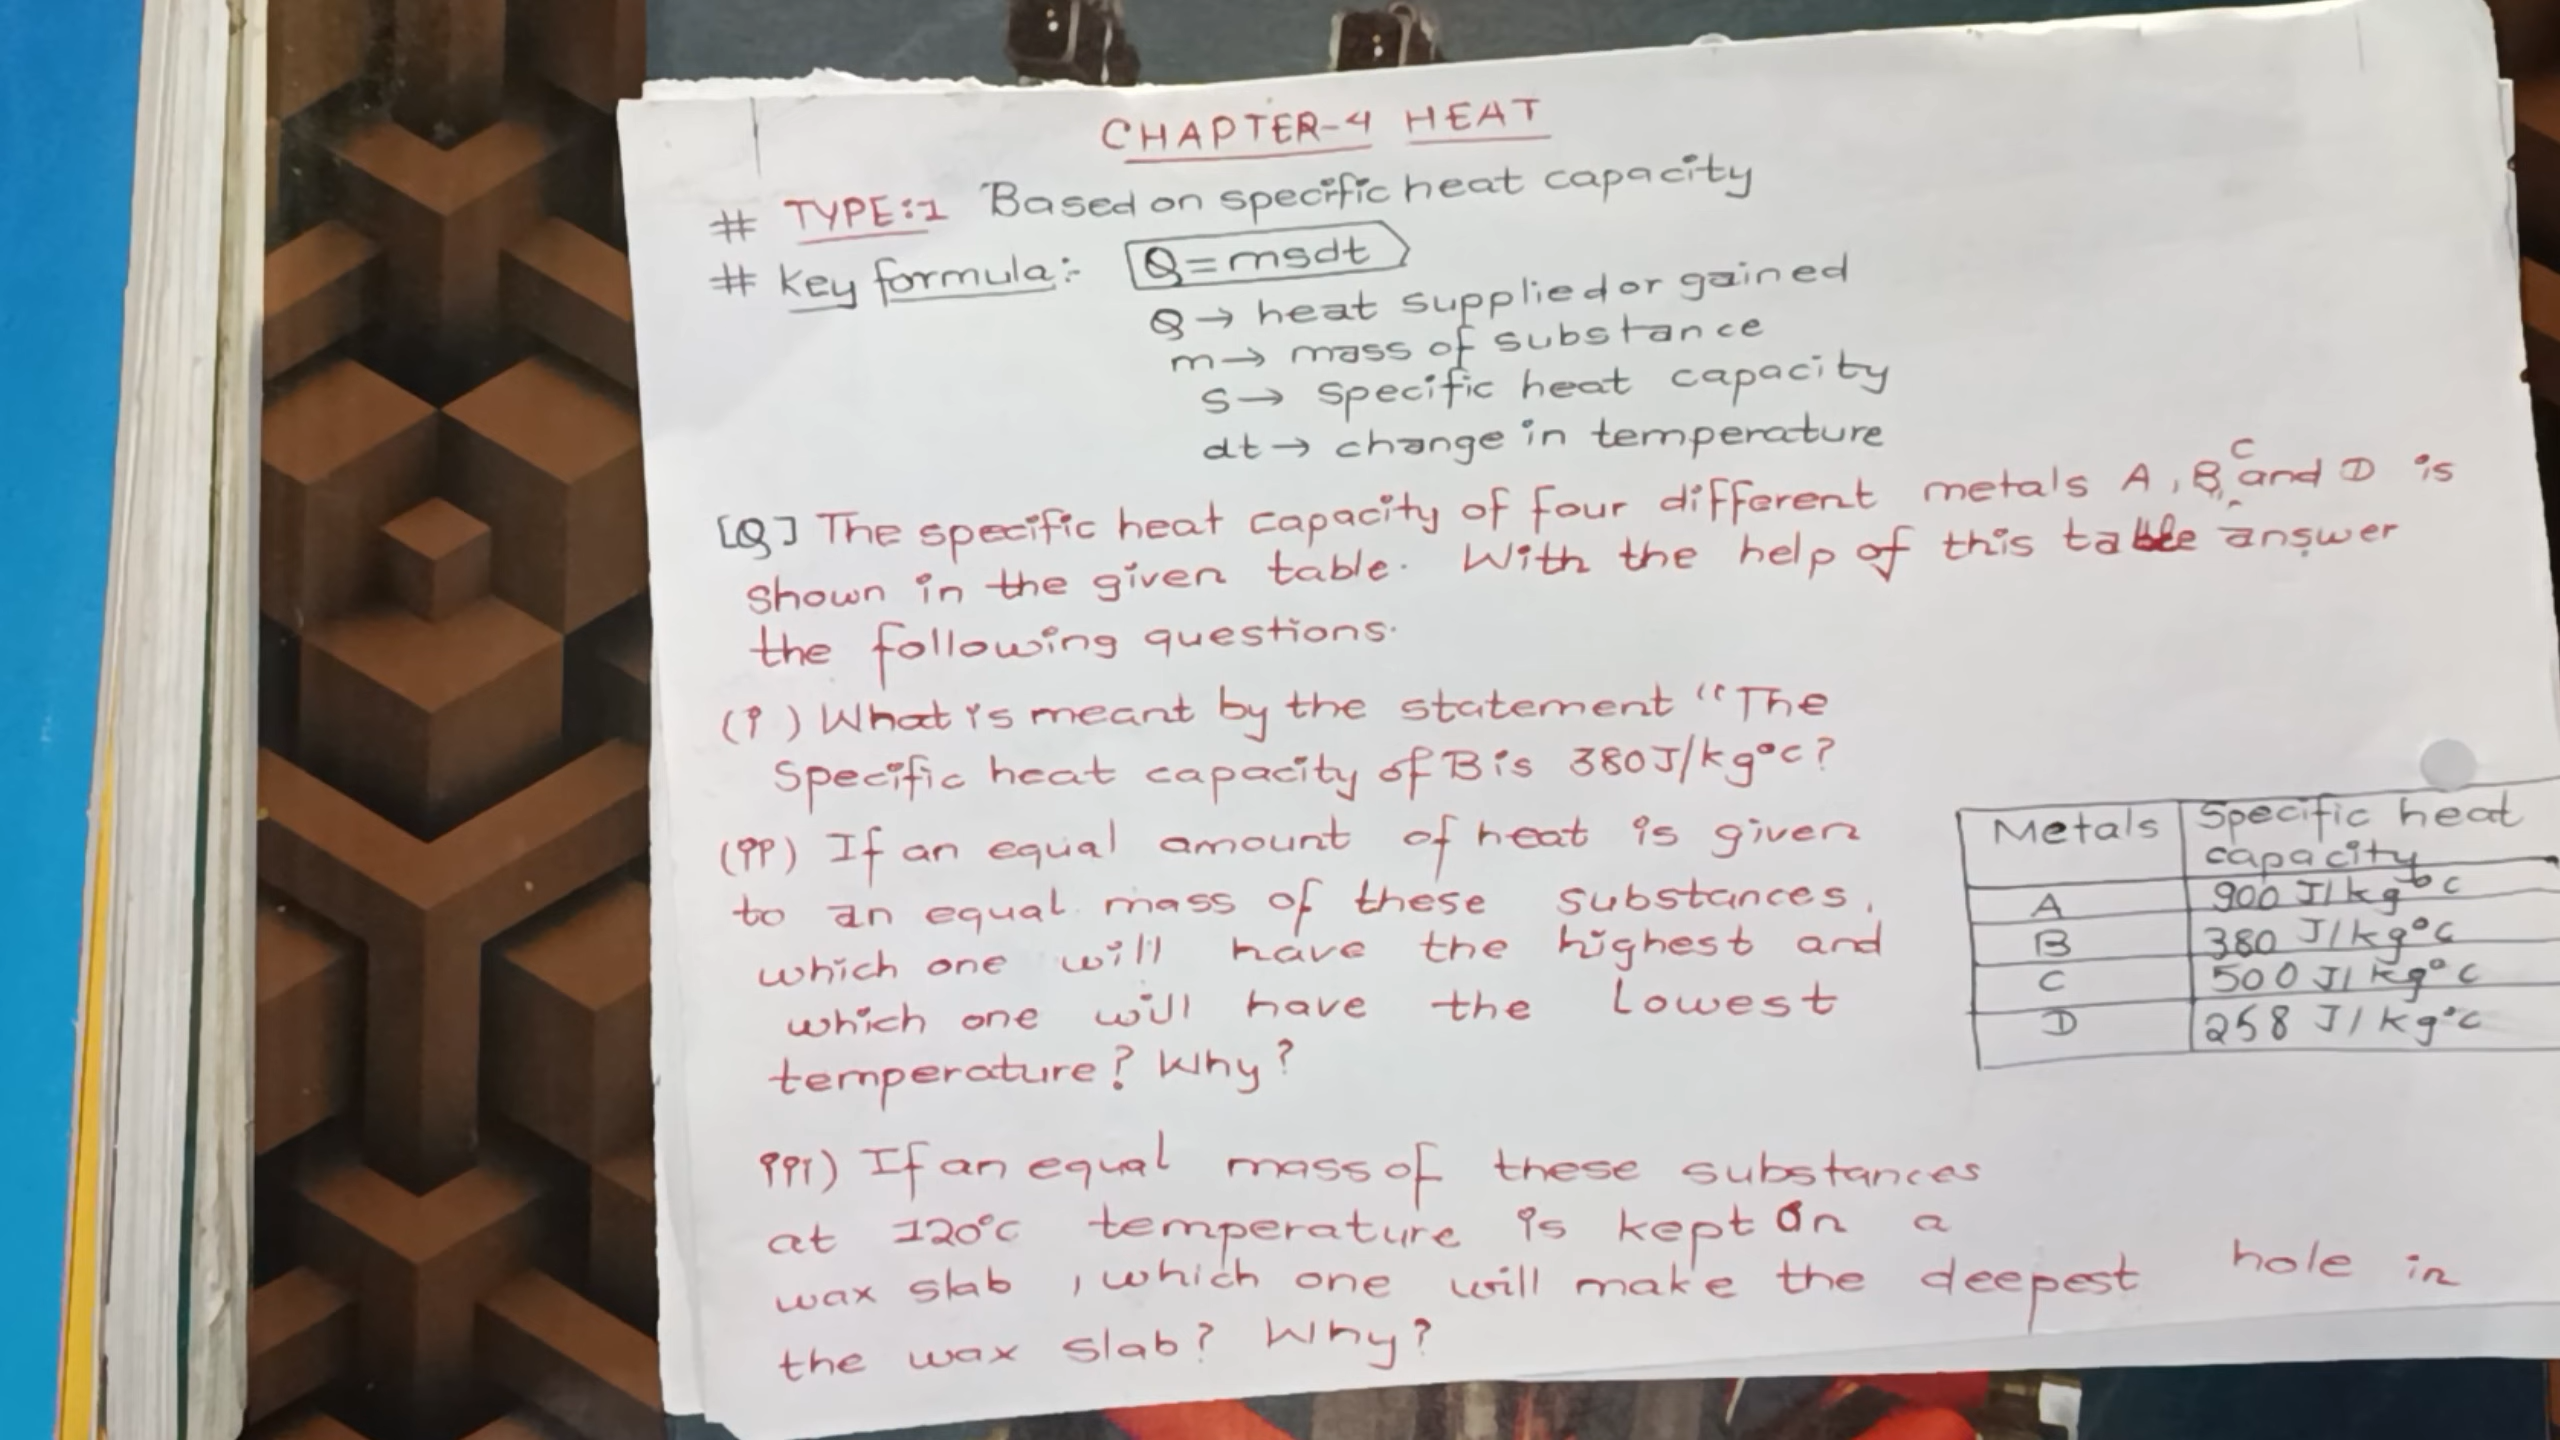 CHAPTER-4 HEAT
# TYPE:1 Based on specific heat capacity
# Key formula:- Q=msdt
Q→ heat supplied or gained
m→ mass of substance
s→ specific heat capacity
dt→ change in temperature
[Q] The specific heat capacity of four different metals A, B, C and D is
shown in the given table. With the help of this table answer
the following questions.
(i) What is meant by the statement "The
Specific heat capacity of B is 380J/kg°c?
(ii) If an equal amount of heat is given
to an equal mass of these substances,
which one will have the highest and
which one will have the lowest
temperature? Why?
Metals Specific heat capacity
A 900 J/kg°c
B 380 J/kg°c
C 500 J/kg°c
D 258 J/kg°c
iii) If an equal mass of these substances
at 120°c temperature is kept on a
wax slab, which one will make the deepest hole in
the wax slab? Why?